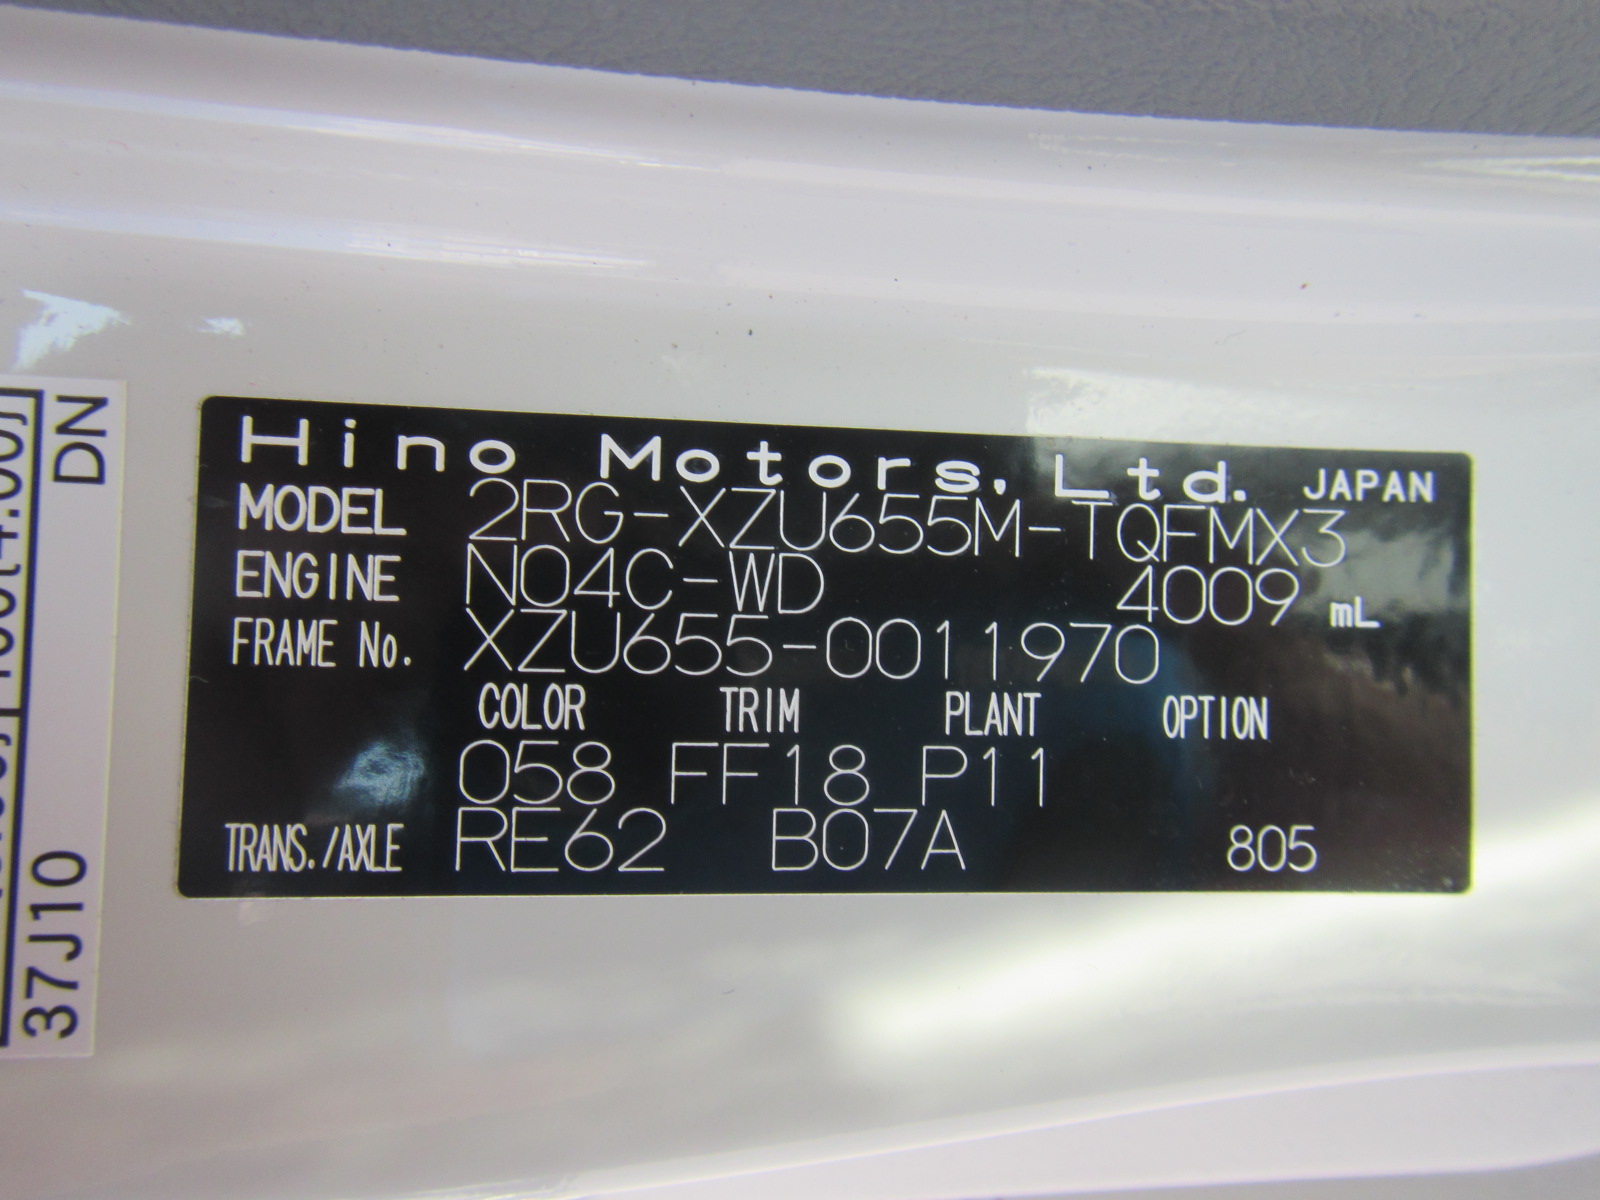 Hino Motors, Ltd. JAPAN
MODEL 2RG-XZU655M-TQFMX3
ENGINE N04C-WD 4009 mL
FRAME No. XZU655-0011970
COLOR TRIM PLANT OPTION
058 FF18 P11
TRANS./AXLE RE62 B07A 805
37J10 DN